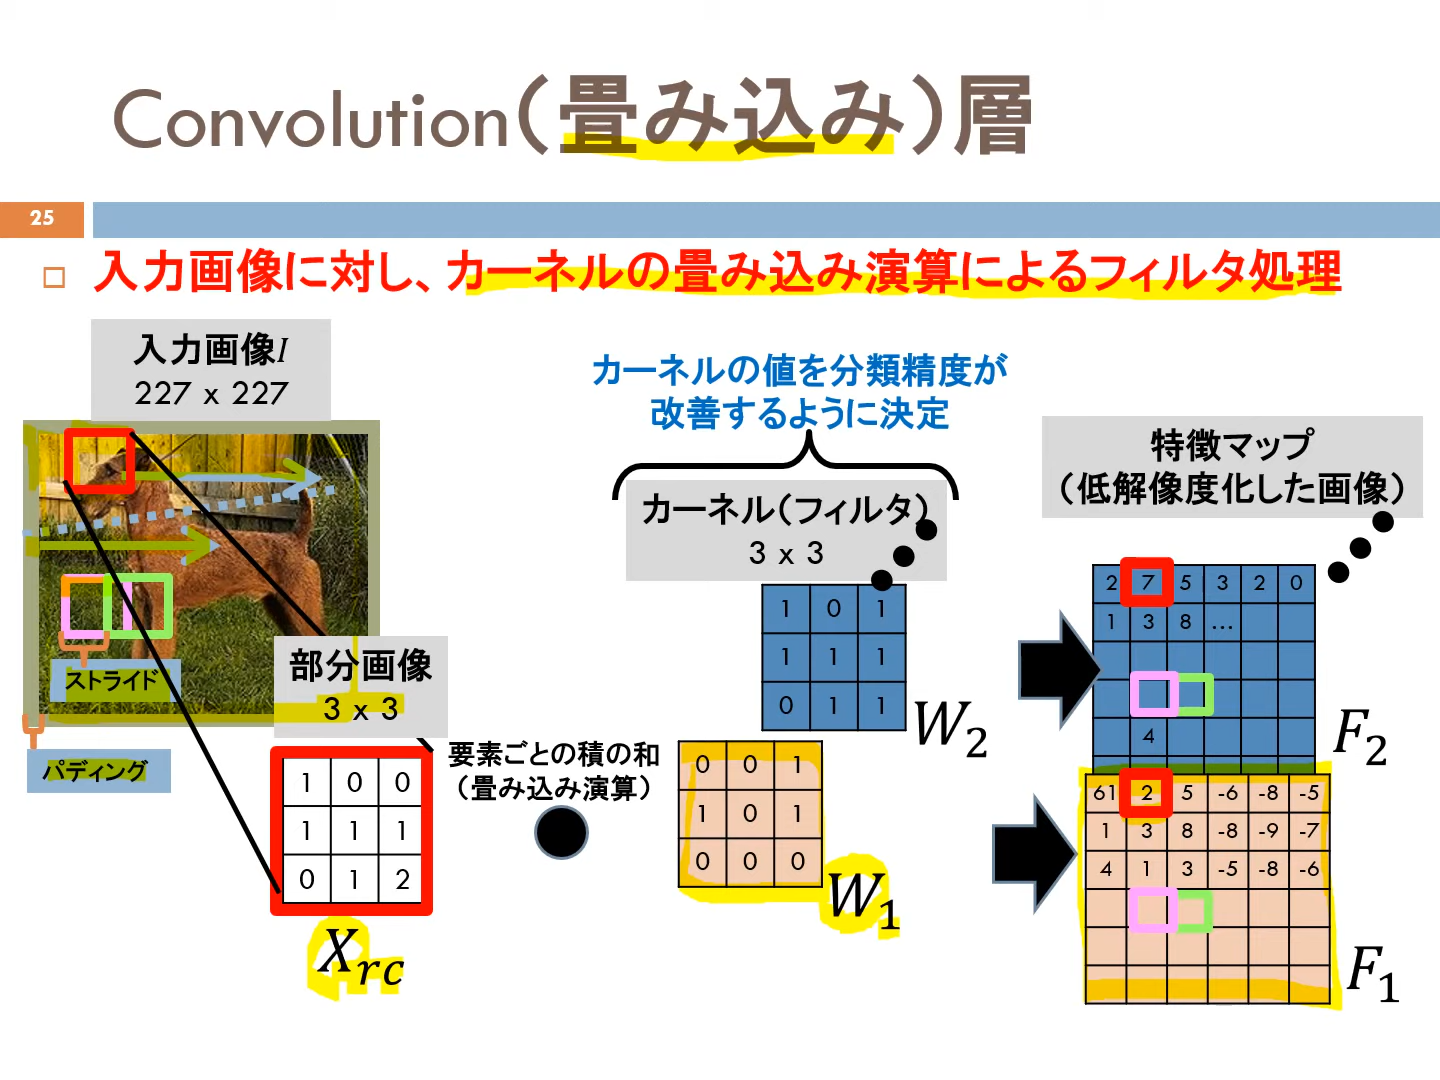 Convolution（畳み込み）層
25
入力画像に対し、カーネルの畳み込み演算によるフィルタ処理
入力画像I
227 x 227
ストライド
パディング
部分画像
3 x 3
1 0 0
1 1 1
0 1 2
Xrc
要素ごとの積の和
（畳み込み演算）
カーネルの値を分類精度が
改善するように決定
カーネル（フィルタ）
3 x 3
1 0 1
1 1 1
0 1 1
W2
0 0 1
1 0 1
0 0 0
W1
特徴マップ
（低解像度化した画像）
2 7 5 3 2 0
1 3 8 ...
4
F2
61 2 5 -6 -8 -5
1 3 8 -8 -9 -7
4 1 3 -5 -8 -6
F1